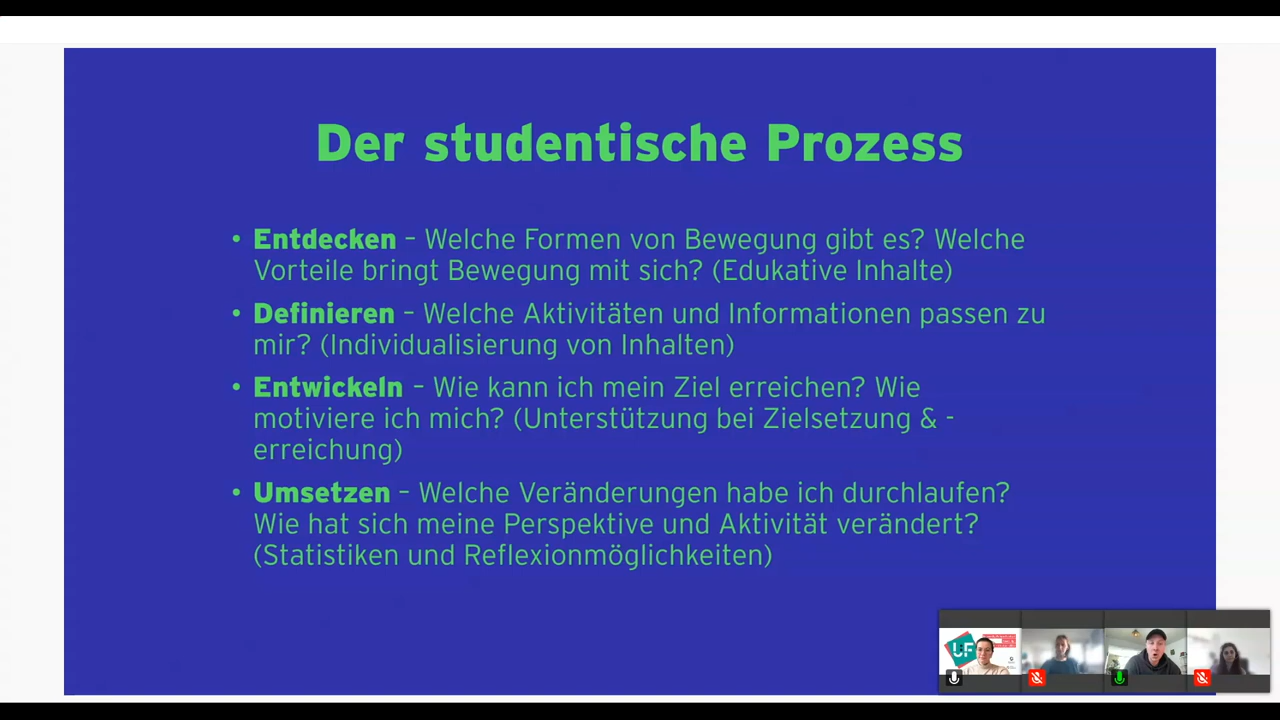 Der studentische Prozess
• Entdecken – Welche Formen von Bewegung gibt es? Welche
Vorteile bringt Bewegung mit sich? (Edukative Inhalte)
• Definieren – Welche Aktivitäten und Informationen passen zu
mir? (Individualisierung von Inhalten)
• Entwickeln – Wie kann ich mein Ziel erreichen? Wie
motiviere ich mich? (Unterstützung bei Zielsetzung & -
erreichung)
• Umsetzen – Welche Veränderungen habe ich durchlaufen?
Wie hat sich meine Perspektive und Aktivität verändert?
(Statistiken und Reflexionmöglichkeiten)